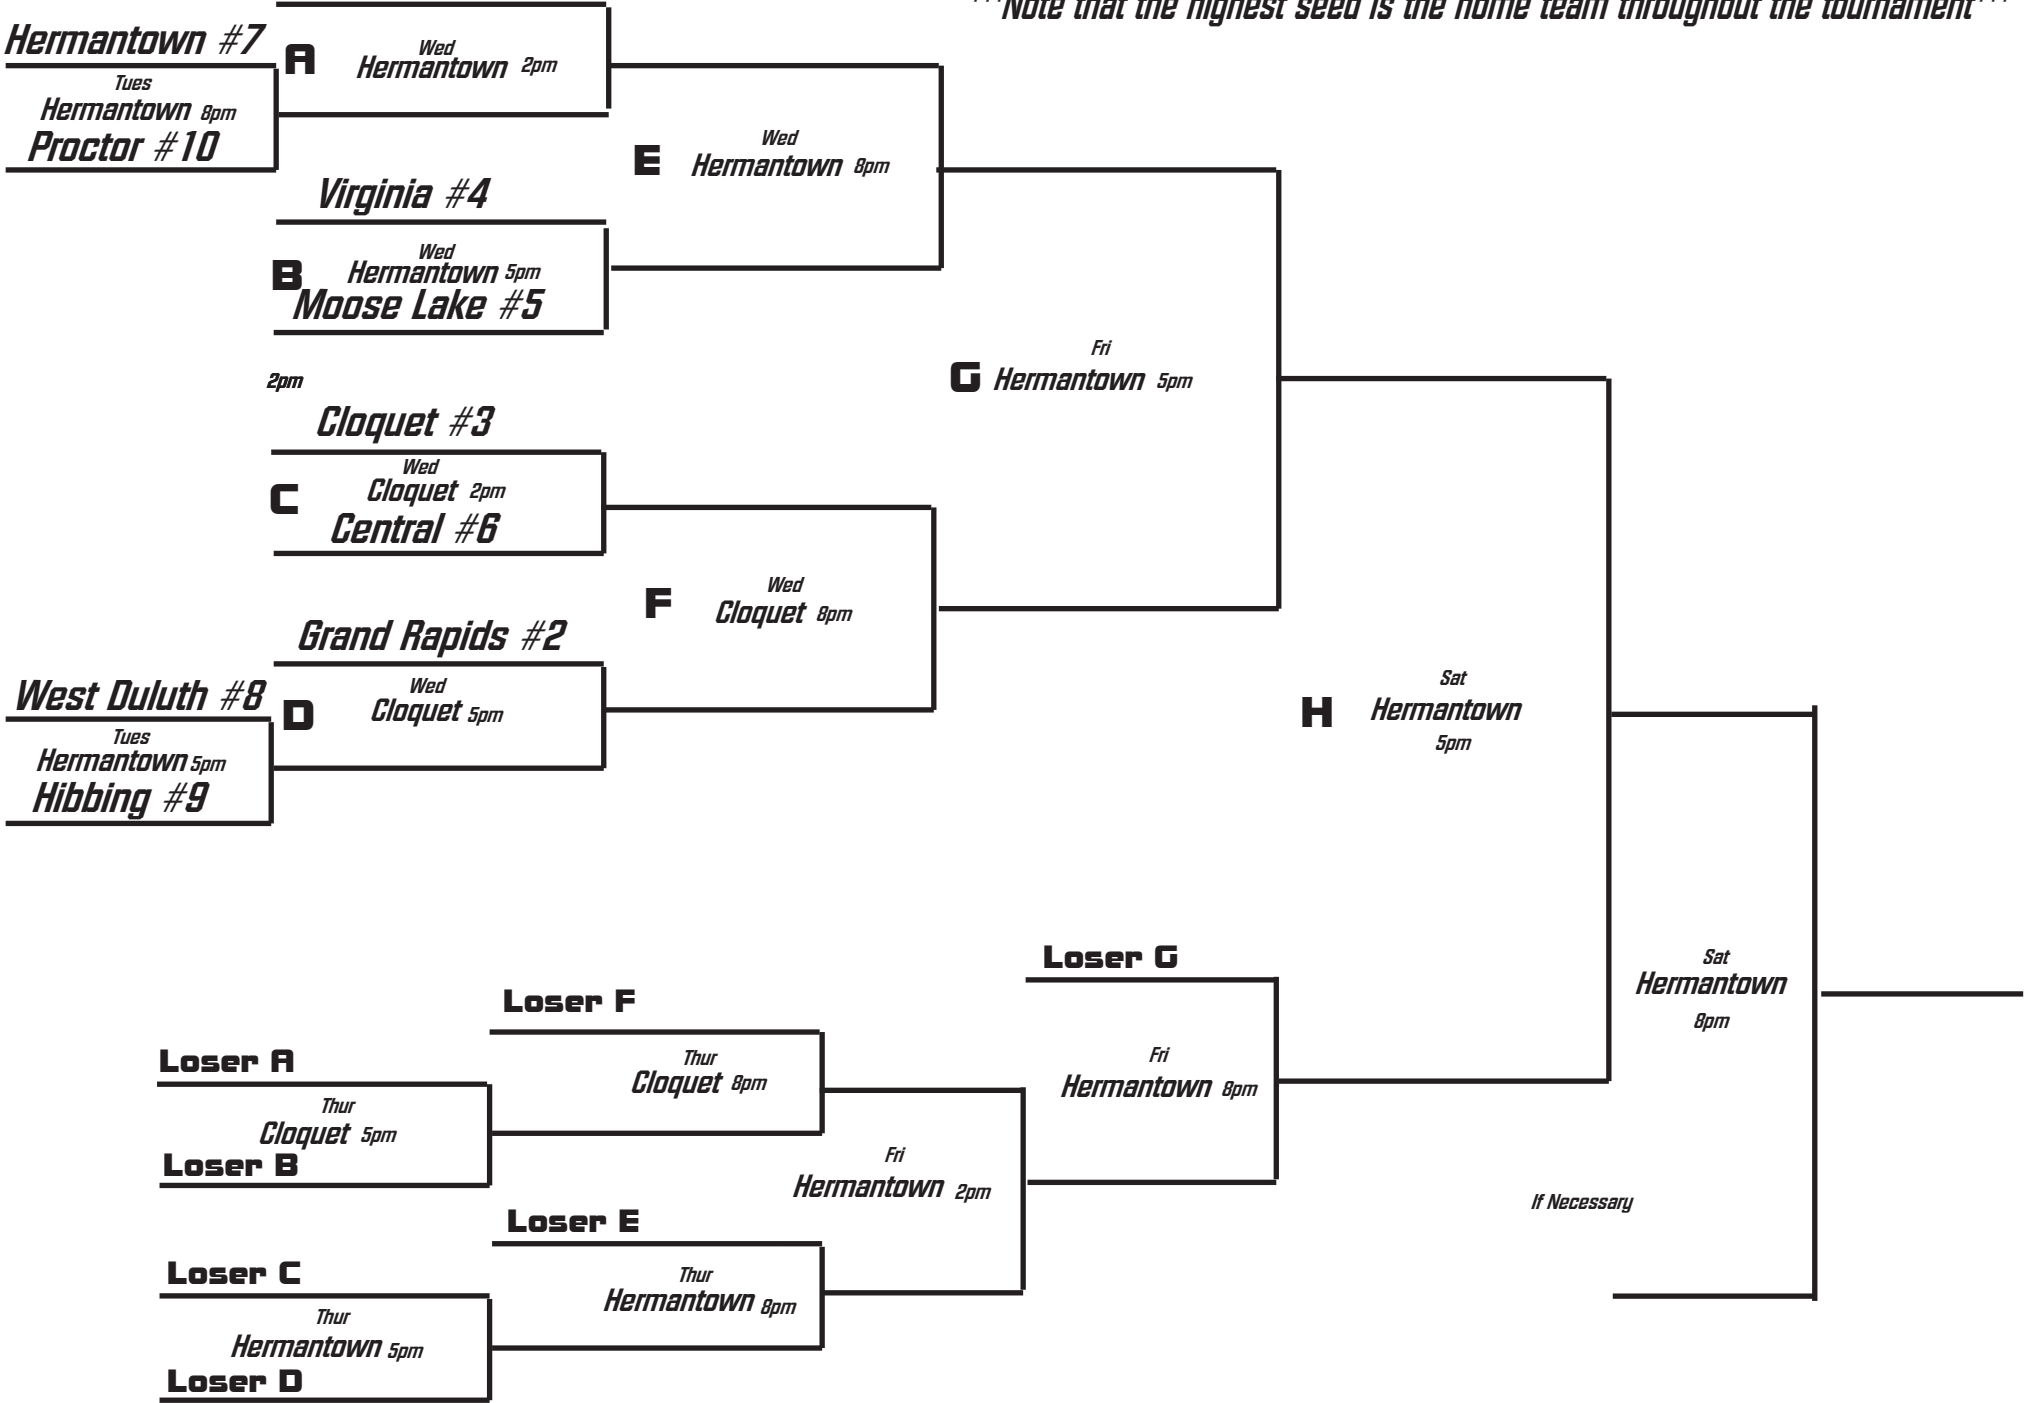 ***Note that the highest seed is the home team throughout the tournament***
Hermantown #7
Tues
Hermantown 8pm
Proctor #10
A
Wed
Hermantown 2pm
E
Wed
Hermantown 8pm
Virginia #4
B
Wed
Hermantown 5pm
Moose Lake #5
2pm
G
Fri
Hermantown 5pm
Cloquet #3
C
Wed
Cloquet 2pm
Central #6
F
Wed
Cloquet 8pm
Grand Rapids #2
D
Wed
Cloquet 5pm
West Duluth #8
Tues
Hermantown 5pm
Hibbing #9
H
Sat
Hermantown
5pm
Loser G
Fri
Hermantown 8pm
Sat
Hermantown
8pm
Loser F
Thur
Cloquet 8pm
Loser A
Thur
Cloquet 5pm
Loser B
Fri
Hermantown 2pm
If Necessary
Loser E
Thur
Hermantown 8pm
Loser C
Thur
Hermantown 5pm
Loser D